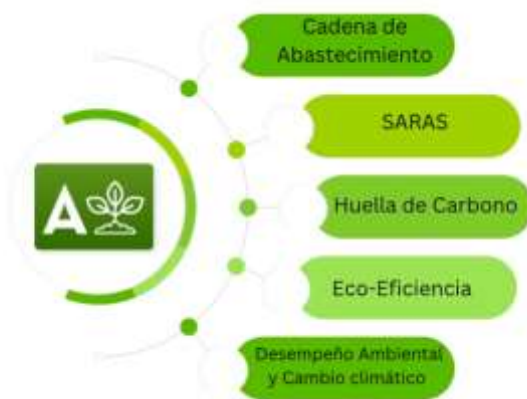 Cadena de
Abastecimiento
SARAS
A
Huella de Carbono
Eco-Eficiencia
Desempeño Ambiental
y Cambio climático